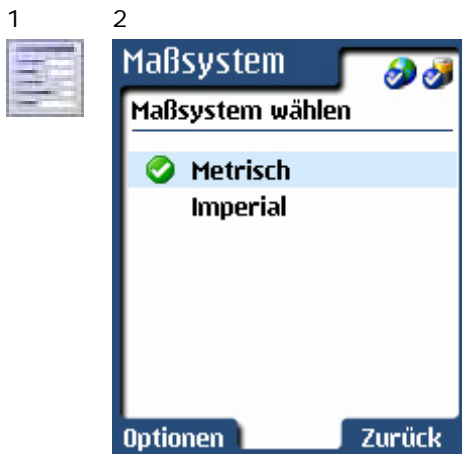 1 2
Maßsystem
Maßsystem wählen
Metrisch
Imperial
Optionen Zurück